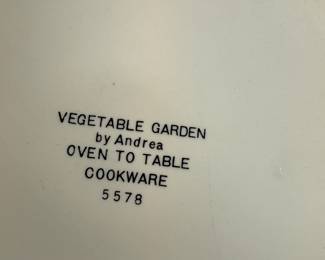 VEGETABLE GARDEN
by Andrea
OVEN TO TABLE
COOKWARE
5578